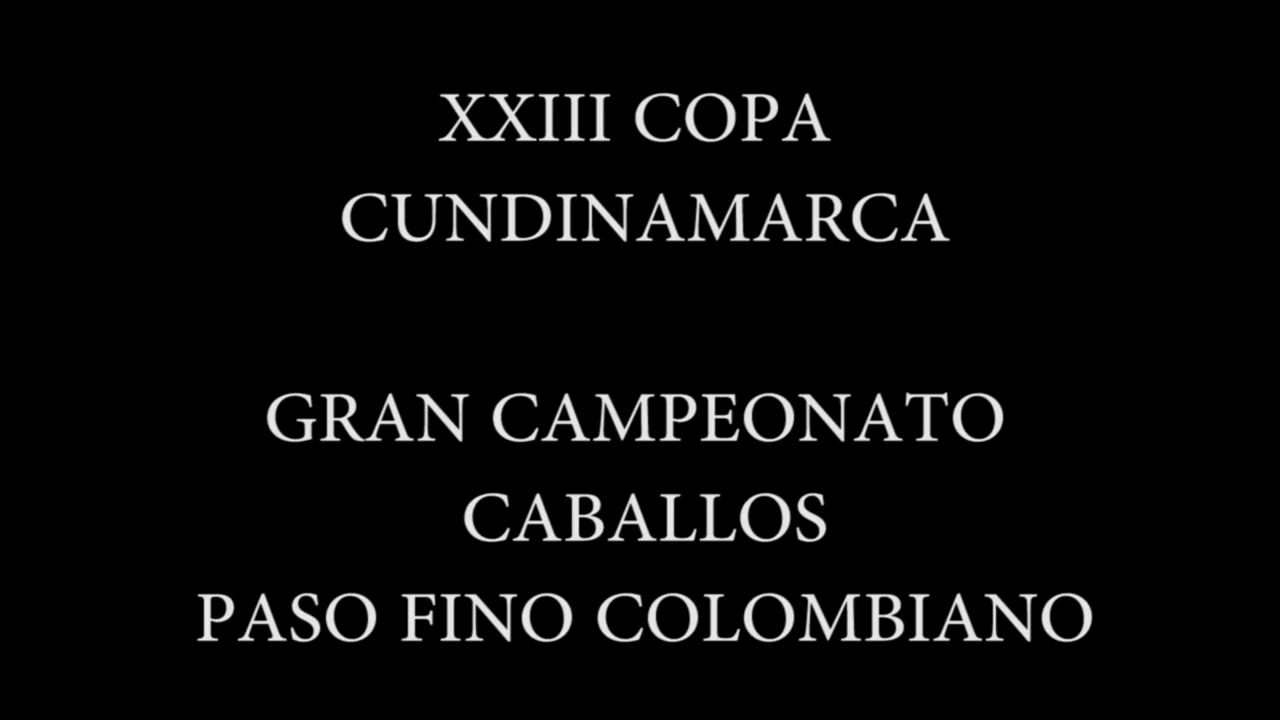 XXIII COPA
CUNDINAMARCA
GRAN CAMPEONATO
CABALLOS
PASO FINO COLOMBIANO